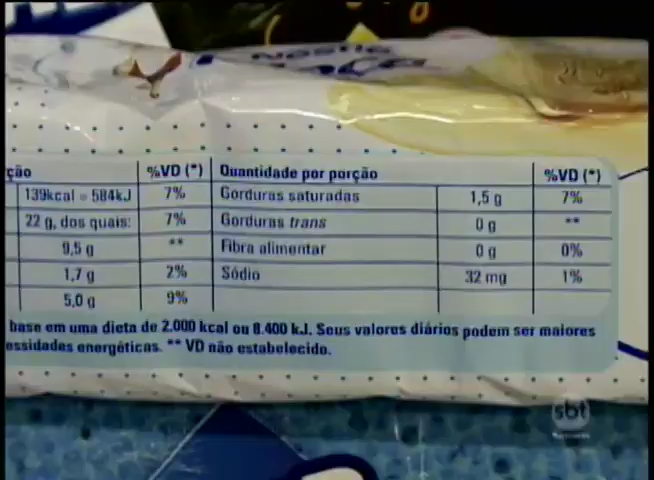 Nestlé
ção %VD (*) Quantidade por porção %VD (*)
139kcal = 584kJ 7% Gorduras saturadas 1,5 g 7%
22 g, dos quais: 7% Gorduras trans 0 g **
9,5 g ** Fibra alimentar 0 g 0%
1,7 g 2% Sódio 32 mg 1%
5,0 g 9%
base em uma dieta de 2.000 kcal ou 8.400 kJ. Seus valores diários podem ser maiores
essidades energéticas. ** VD não estabelecido.
sbt